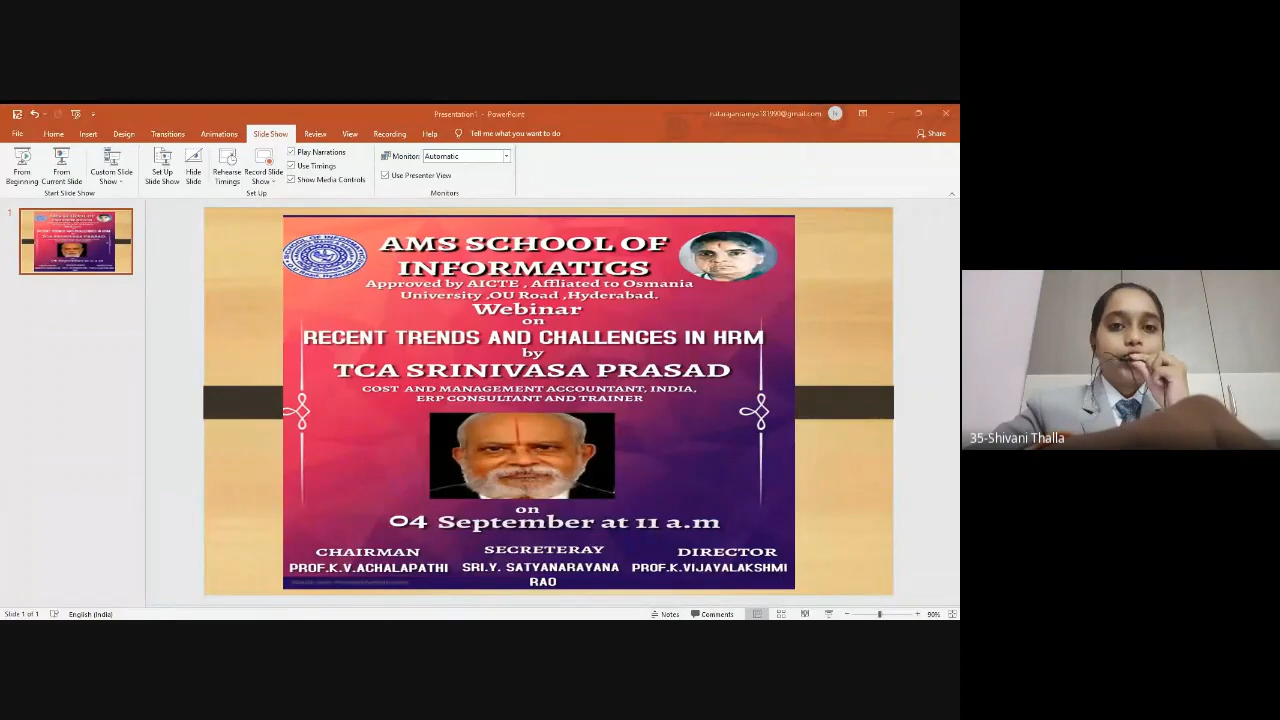 Presentation1 - PowerPoint
natarajanramya181990@gmail.com
N
File Home Insert Design Transitions Animations Slide Show Review View Recording Help Tell me what you want to do
Share
From Beginning
From Current Slide
Custom Slide Show
Set Up Slide Show
Hide Slide
Rehearse Timings
Record Slide Show
Play Narrations
Use Timings
Show Media Controls
Monitor: Automatic
Use Presenter View
Start Slide Show
Set Up
Monitors
1
AMS SCHOOL OF
INFORMATICS
Approved by AICTE , Affliated to Osmania
University ,OU Road ,Hyderabad.
Webinar
on
RECENT TRENDS AND CHALLENGES IN HRM
by
TCA SRINIVASA PRASAD
COST AND MANAGEMENT ACCOUNTANT, INDIA,
ERP CONSULTANT AND TRAINER
on
04 September at 11 a.m
CHAIRMAN SECRETERAY DIRECTOR
PROF.K.V.ACHALAPATHI SRI.Y. SATYANARAYANA PROF.K.VIJAYALAKSHMI
RAO
35-Shivani Thalla
Slide 1 of 1 English (India) Notes Comments 90%